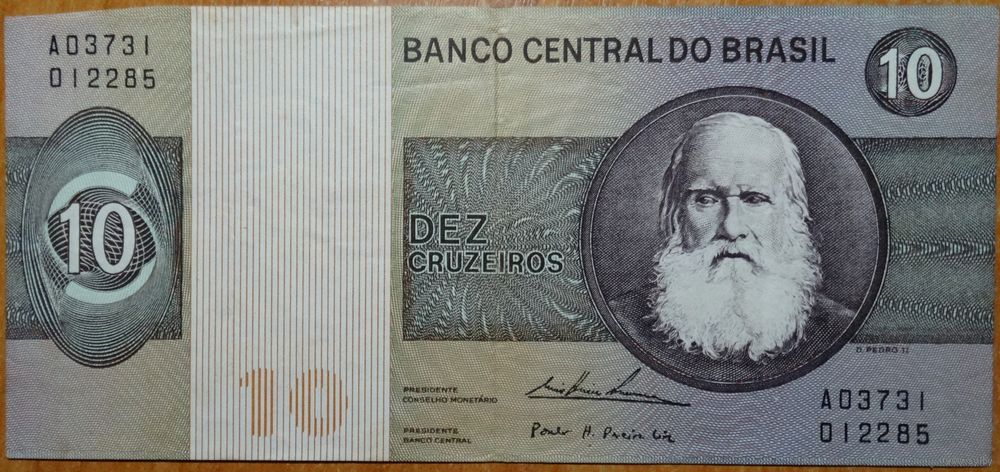 A03731
012285
BANCO CENTRAL DO BRASIL
10
10
DEZ
CRUZEIROS
D. PEDRO II
10
PRESIDENTE
CONSELHO MONETÁRIO
PRESIDENTE
BANCO CENTRAL
A03731
012285